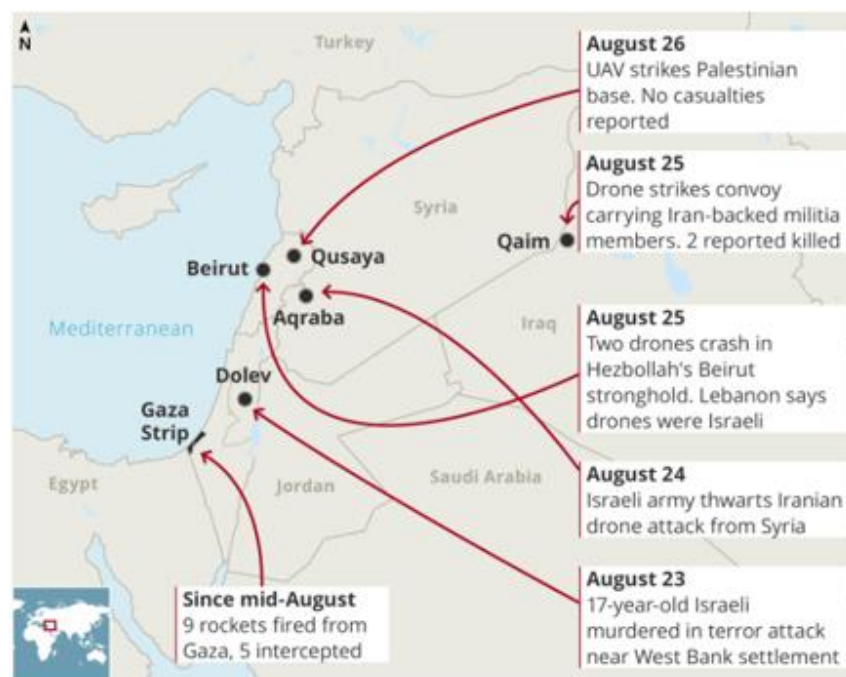 N
Turkey
August 26
UAV strikes Palestinian
base. No casualties
reported
August 25
Drone strikes convoy
carrying Iran-backed militia
members. 2 reported killed
Syria
Qaim
Qusaya
Beirut
Aqraba
Mediterranean
Iraq
August 25
Two drones crash in
Hezbollah's Beirut
stronghold. Lebanon says
drones were Israeli
Dolev
Gaza
Strip
Egypt
Jordan
Saudi Arabia
August 24
Israeli army thwarts Iranian
drone attack from Syria
August 23
17-year-old Israeli
murdered in terror attack
near West Bank settlement
Since mid-August
9 rockets fired from
Gaza, 5 intercepted